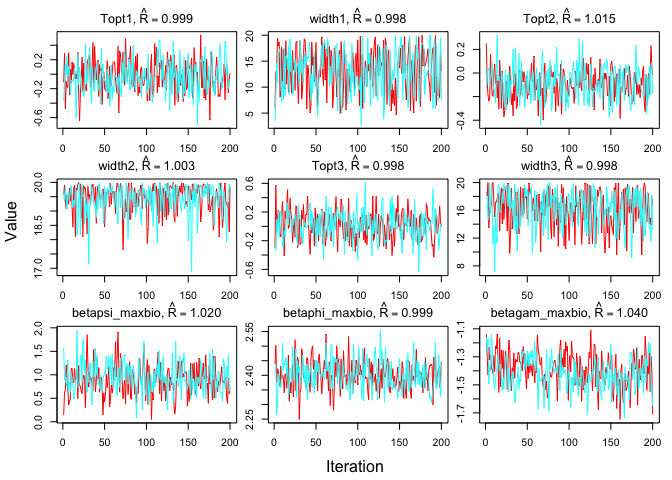 Topt1, R̂ = 0.999
width1, R̂ = 0.998
Topt2, R̂ = 1.015
-0.6 -0.2 0.2
5 10 15 20
-0.4 0.0 0.2
0 50 100 150 200
0 50 100 150 200
0 50 100 150 200
width2, R̂ = 1.003
Topt3, R̂ = 0.998
width3, R̂ = 0.998
17.0 18.5 20.0
-0.6 -0.2 0.2 0.6
8 12 16 20
0 50 100 150 200
0 50 100 150 200
0 50 100 150 200
betapsi_maxbio, R̂ = 1.020
betaphi_maxbio, R̂ = 0.999
betagam_maxbio, R̂ = 1.040
0.0 0.5 1.0 1.5 2.0
2.25 2.40 2.55
-1.7 -1.5 -1.3 -1.1
0 50 100 150 200
0 50 100 150 200
0 50 100 150 200
Value
Iteration